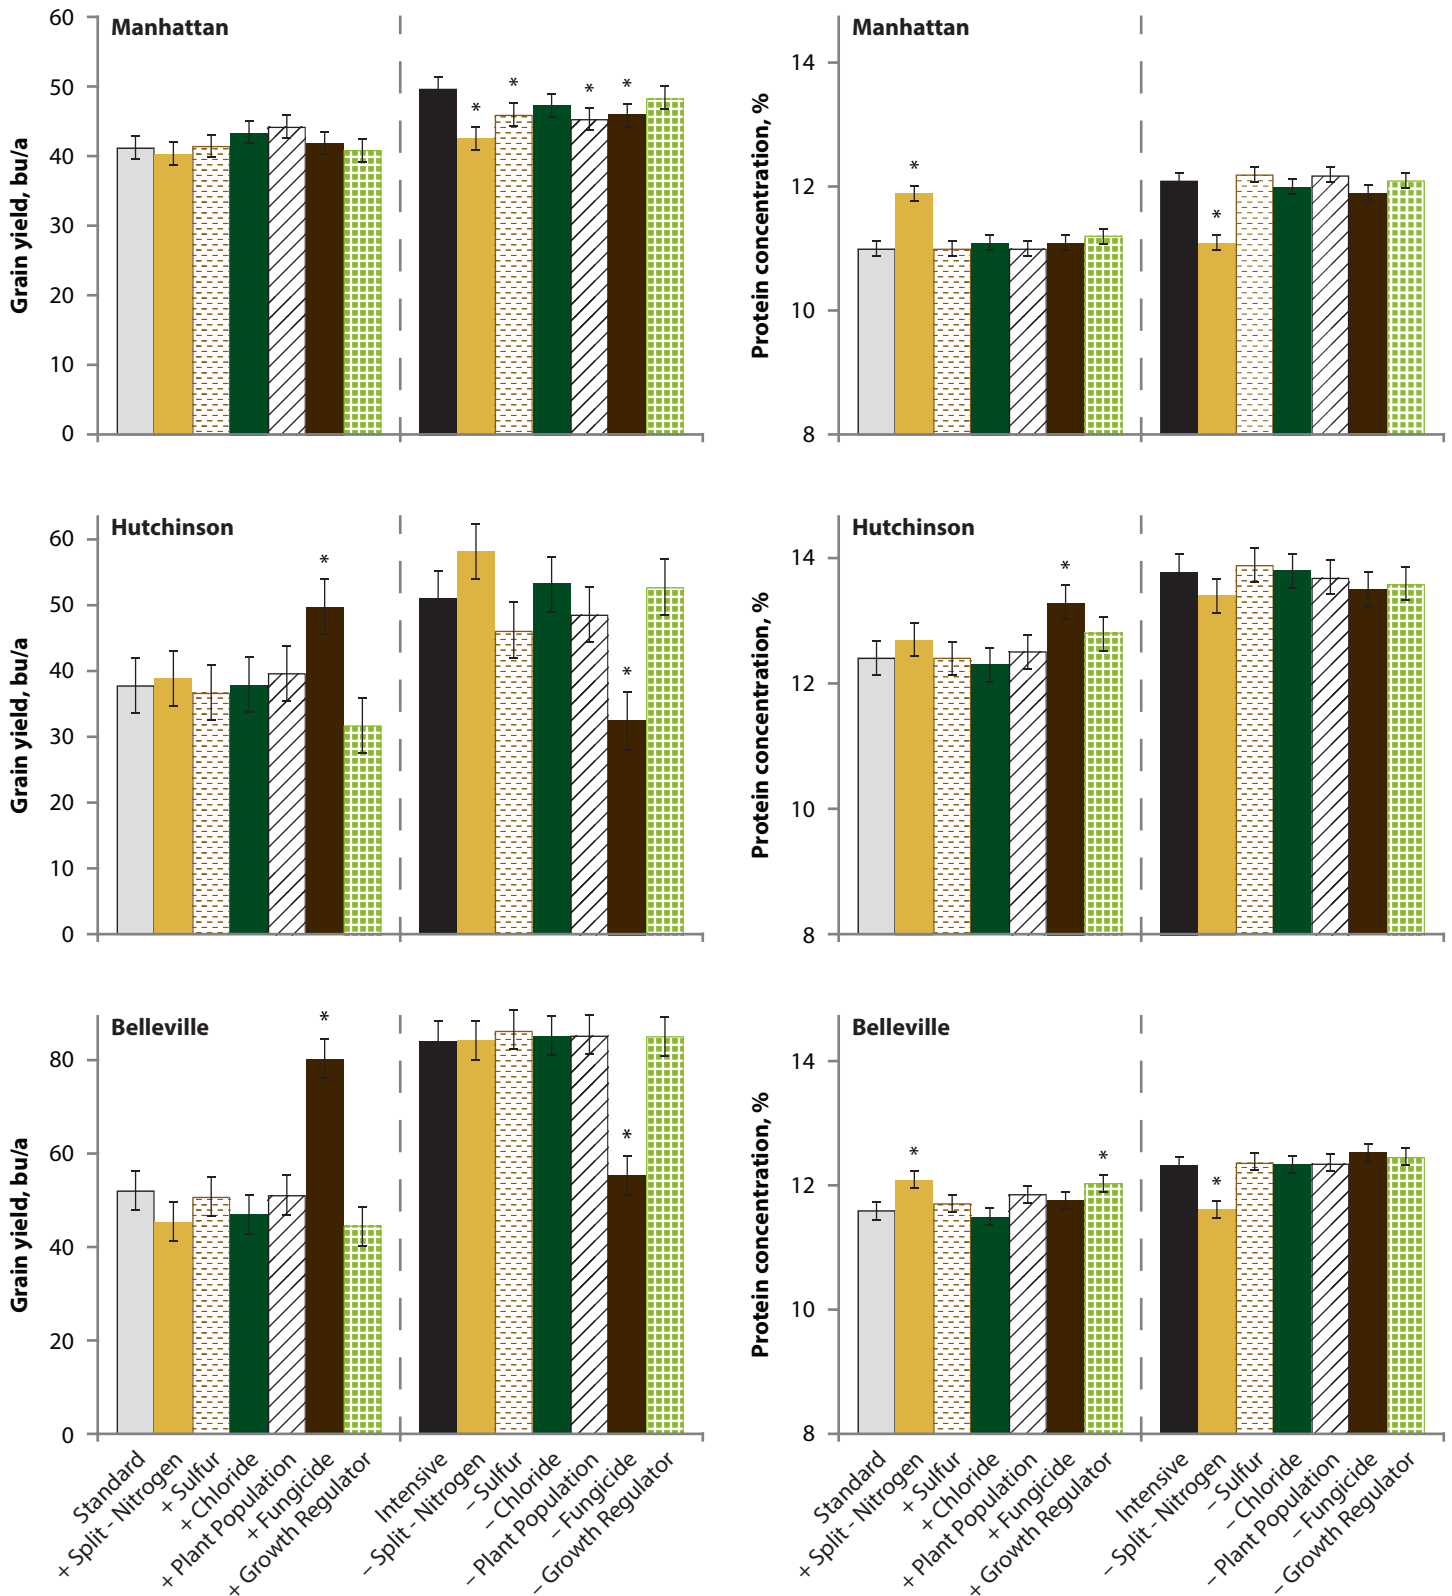 Manhattan
Grain yield, bu/a
60
50
40
30
20
10
0
*
*
*
*
Manhattan
Protein concentration, %
14
12
10
8
*
*
Hutchinson
Grain yield, bu/a
60
50
40
30
20
10
0
*
*
Hutchinson
Protein concentration, %
14
12
10
8
*
Belleville
Grain yield, bu/a
80
60
40
20
0
*
*
Standard
+ Split - Nitrogen
+ Sulfur
+ Chloride
+ Plant Population
+ Fungicide
+ Growth Regulator
Intensive
– Split - Nitrogen
– Sulfur
– Chloride
– Plant Population
– Fungicide
– Growth Regulator
Belleville
Protein concentration, %
14
12
10
8
*
*
*
Standard
+ Split - Nitrogen
+ Sulfur
+ Chloride
+ Plant Population
+ Fungicide
+ Growth Regulator
Intensive
– Split - Nitrogen
– Sulfur
– Chloride
– Plant Population
– Fungicide
– Growth Regulator